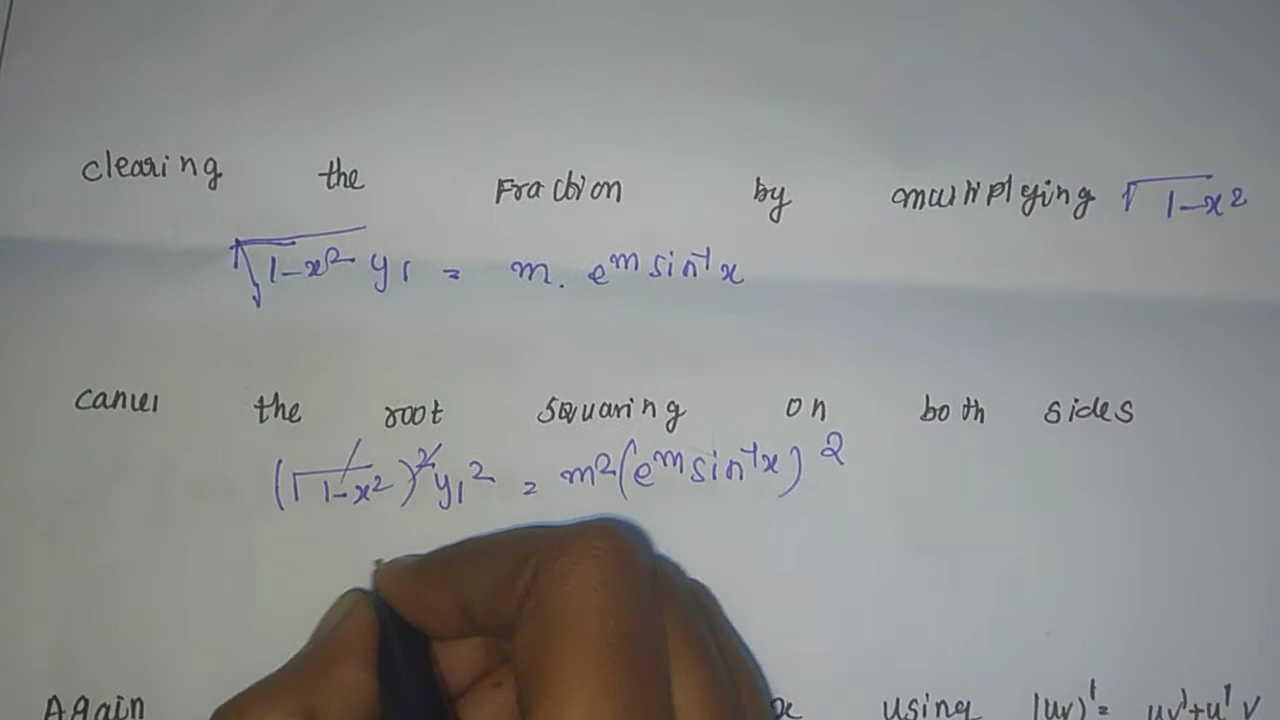 clearing the Fraction by multiplying √1-x²
√1-x² y₁ = m. e^m sin⁻¹x
cancel the root squaring on both sides
(√1-x²)² y₁² = m² (e^m sin⁻¹x)²
Again x using (uv)' = uv'+u'v